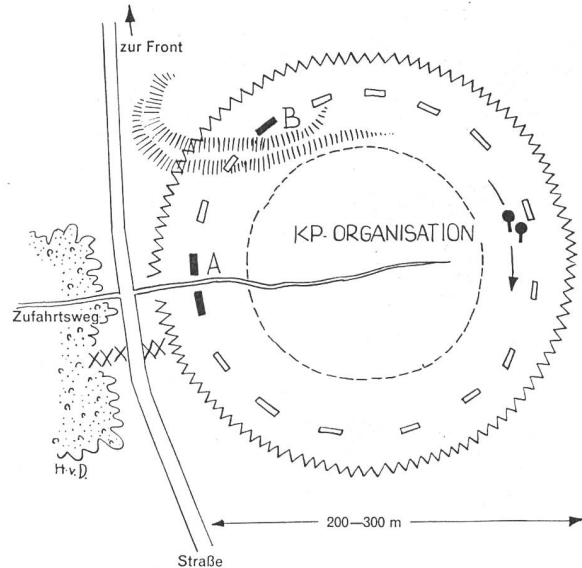 zur Front
B
KP-ORGANISATION
A
Zufahrtsweg
H.v.D.
200—300 m
Straße